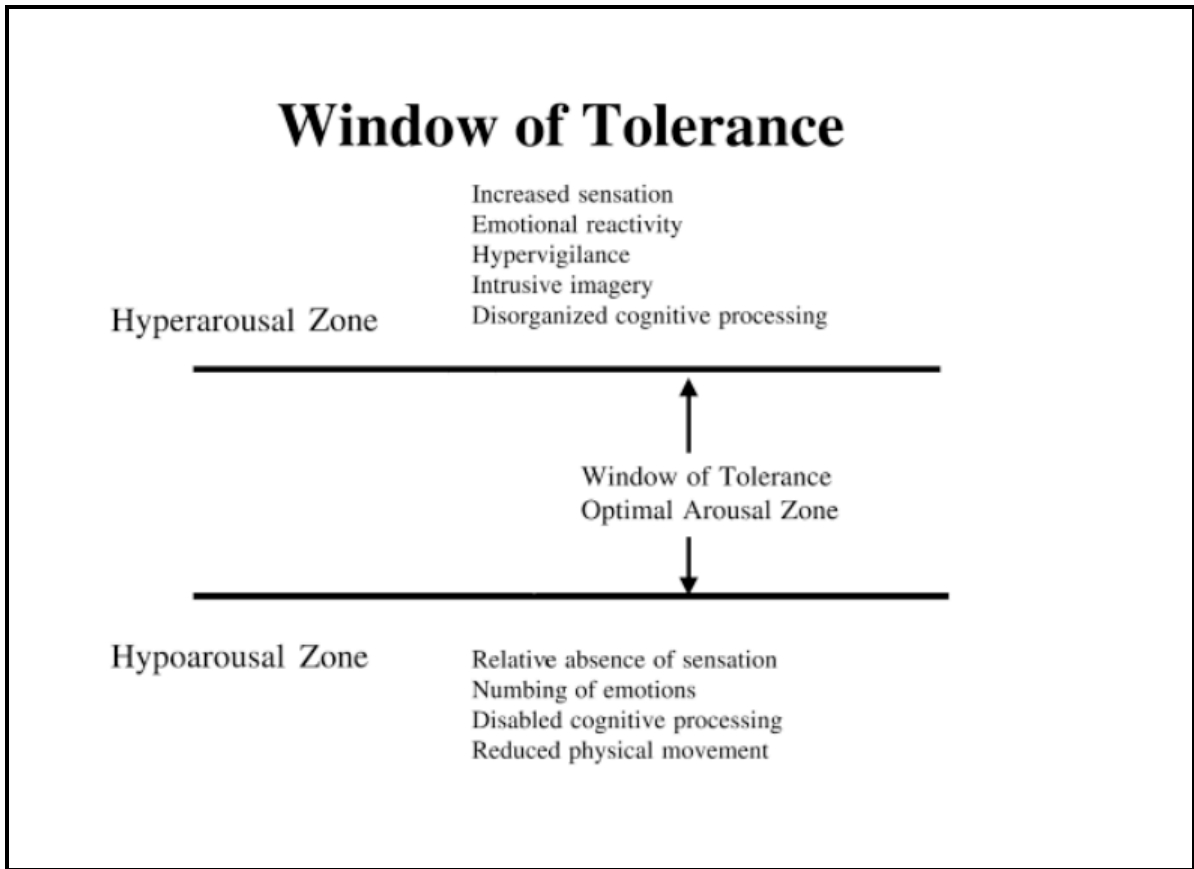 Window of Tolerance
Increased sensation
Emotional reactivity
Hypervigilance
Intrusive imagery
Disorganized cognitive processing
Hyperarousal Zone
Window of Tolerance
Optimal Arousal Zone
Hypoarousal Zone
Relative absence of sensation
Numbing of emotions
Disabled cognitive processing
Reduced physical movement